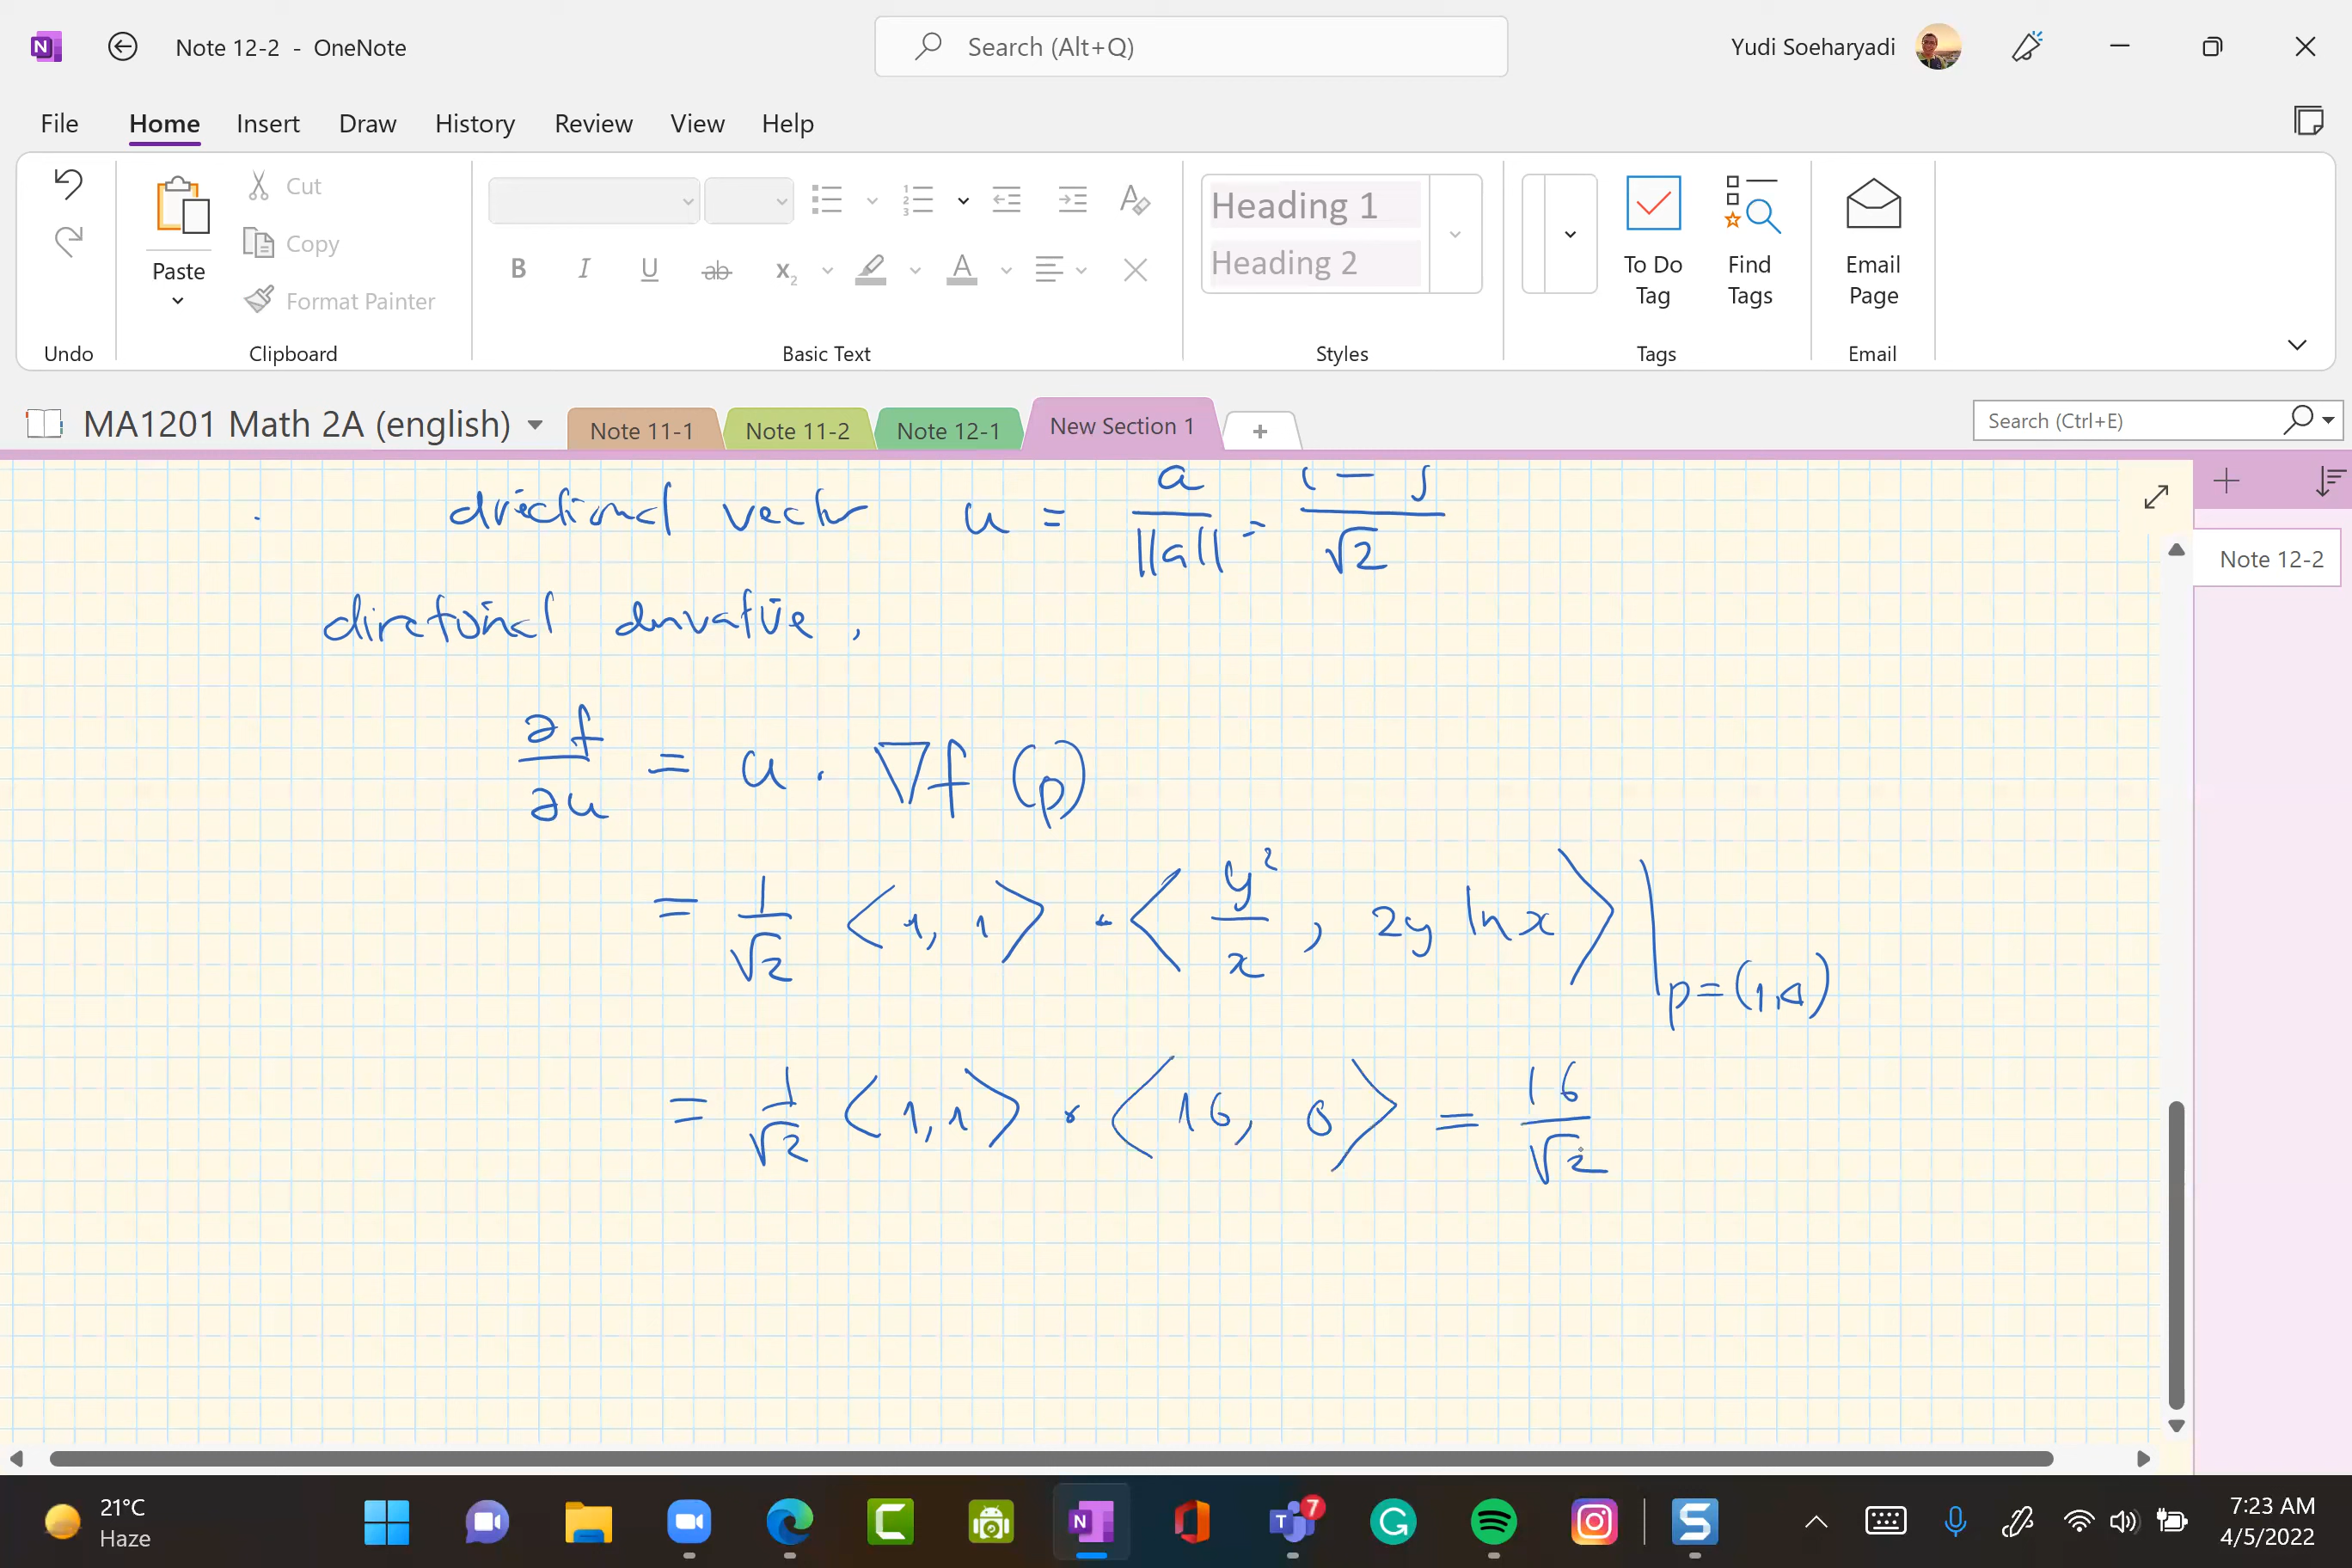 Note 12-2 - OneNote
Search (Alt+Q)
Yudi Soeharyadi
File Home Insert Draw History Review View Help
Cut
Copy
Format Painter
Paste
Heading 1
Heading 2
To Do Tag
Find Tags
Email Page
Undo Clipboard Basic Text Styles Tags Email
MA1201 Math 2A (english) Note 11-1 Note 11-2 Note 12-1 New Section 1 +
Search (Ctrl+E)
Note 12-2
directional vector u = a / ||a|| = / √2
directional derivative,
∂f/∂u = u · ∇f (p)
= 1/√2 <1, 1> · <y²/x, 2y ln x> | p = (1,4)
= 1/√2 <1,1> · <16, 0> = 16/√2
21°C
Haze
7
7:23 AM
4/5/2022